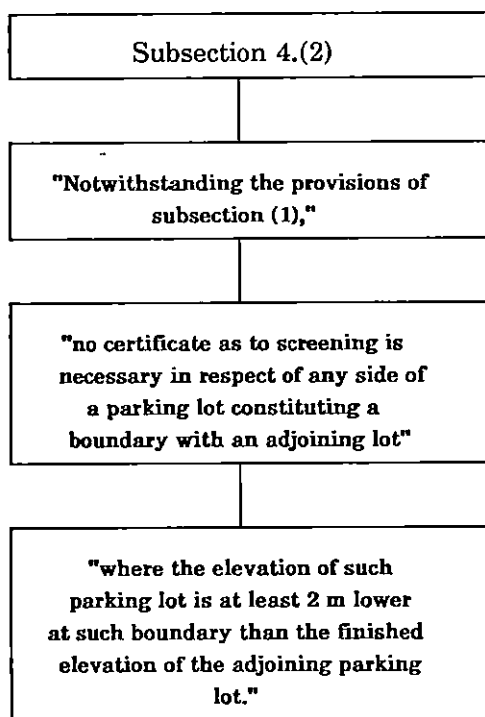 Subsection 4.(2)
"Notwithstanding the provisions of
subsection (1),"
"no certificate as to screening is
necessary in respect of any side of
a parking lot constituting a
boundary with an adjoining lot"
"where the elevation of such
parking lot is at least 2 m lower
at such boundary than the finished
elevation of the adjoining parking
lot."